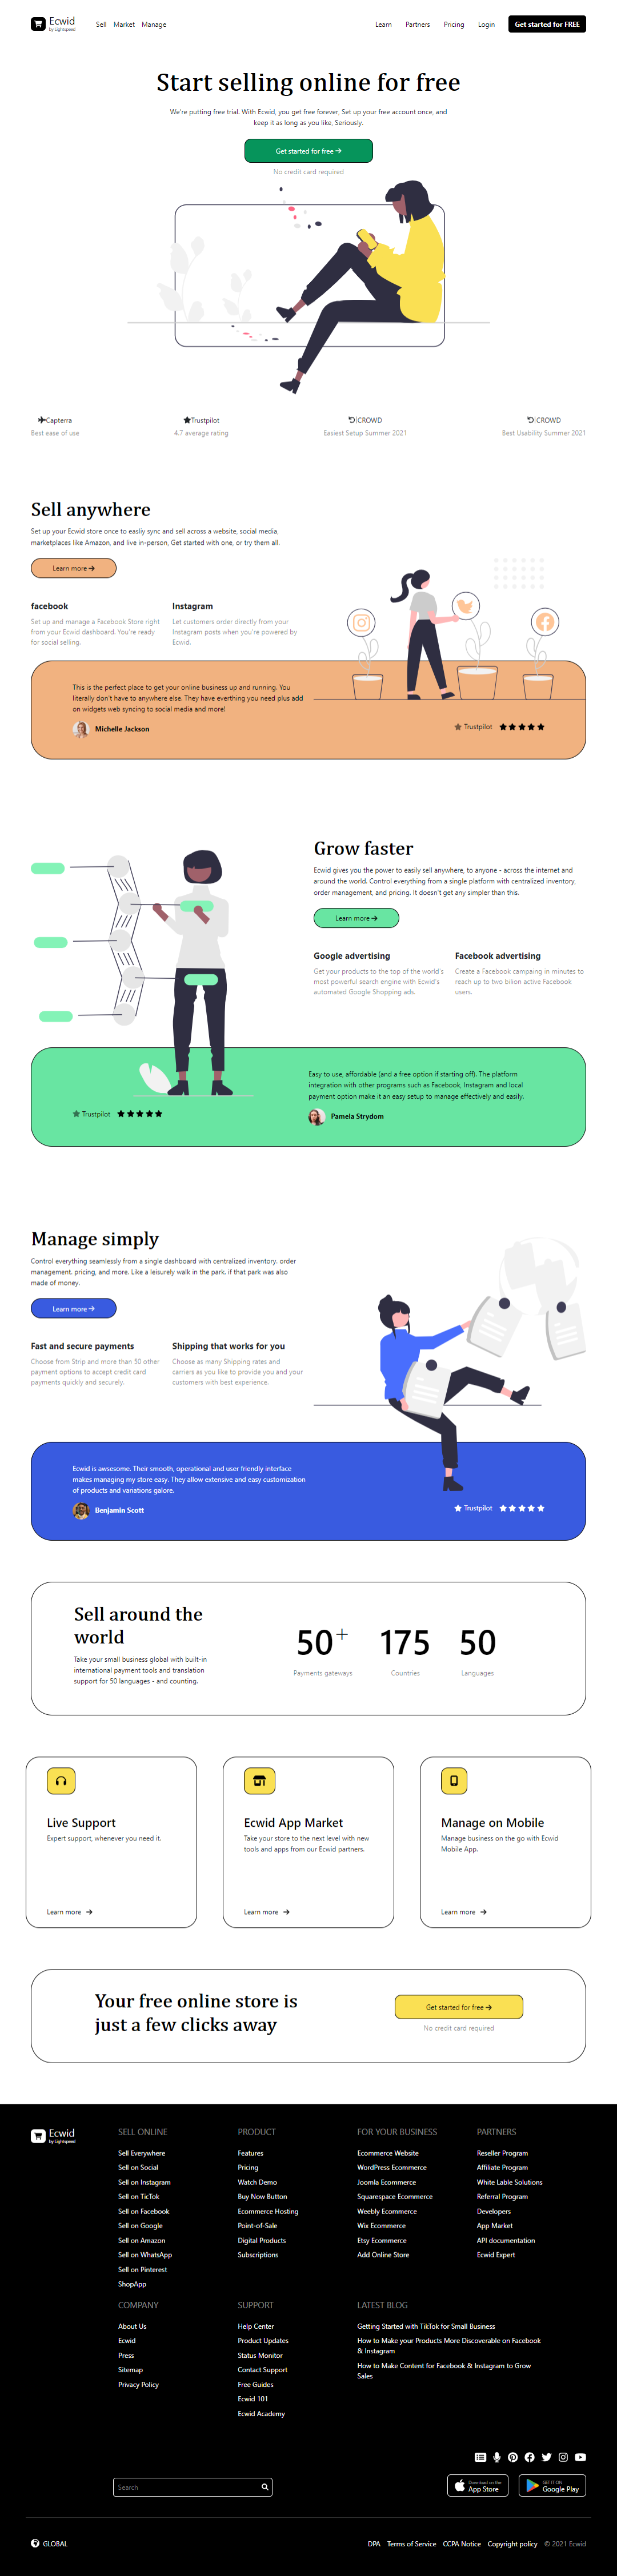 Ecwid
by Lightspeed
Sell Market Manage
Learn Partners Pricing Login Get started for FREE
Start selling online for free
We're putting free trial. With Ecwid, you get free forever, Set up your free account once, and
keep it as long as you like, Seriously.
Get started for free
No credit card required
Capterra
Best ease of use
Trustpilot
4.7 average rating
|CROWD
Easiest Setup Summer 2021
|CROWD
Best Usability Summer 2021
Sell anywhere
Set up your Ecwid store once to easliy sync and sell across a website, social media,
marketplaces like Amazon, and live in-person, Get started with one, or try them all.
Learn more
facebook
Set up and manage a Facebook Store right
from your Ecwid dashboard. You're ready
for social selling.
Instagram
Let customers order directly from your
Instagram posts when you're powered by
Ecwid.
This is the perfect place to get your online business up and running. You
literally don't have to anywhere else. They have everthing you need plus add
on widgets web syncing to social media and more!
Michelle Jackson
Trustpilot
Grow faster
Ecwid gives you the power to easily sell anywhere, to anyone - across the internet and
around the world. Control everything from a single platform with centralized inventory,
order management, and pricing. It doesn't get any simpler than this.
Learn more
Google advertising
Get your products to the top of the world's
most powerful search engine with Ecwid's
automated Google Shopping ads.
Facebook advertising
Create a Facebook campaing in minutes to
reach up to two bilion active Facebook
users.
Easy to use, affordable (and a free option if starting off). The platform
integration with other programs such as Facebook, Instagram and local
payment option make it an easy setup to manage effectively and easily.
Pamela Strydom
Trustpilot
Manage simply
Control everything seamlessly from a single dashboard with centralized inventory. order
management, pricing, and more. Like a leisurely walk in the park. if that park was also
made of money.
Learn more
Fast and secure payments
Choose from Strip and more than 50 other
payment options to accept credit card
payments quickly and securely.
Shipping that works for you
Choose as many Shipping rates and
carriers as you like to provide you and your
customers with best experience.
Ecwid is awsesome. Their smooth, operational and user friendly interface
makes managing my store easy. They allow extensive and easy customization
of products and variations galore.
Benjamin Scott
Trustpilot
Sell around the
world
Take your small business global with built-in
international payment tools and translation
support for 50 languages - and counting.
50+
Payments gateways
175
Countries
50
Languages
Live Support
Expert support, whenever you need it.
Learn more
Ecwid App Market
Take your store to the next level with new
tools and apps from our Ecwid partners.
Learn more
Manage on Mobile
Manage business on the go with Ecwid
Mobile App.
Learn more
Your free online store is
just a few clicks away
Get started for free
No credit card required
Ecwid
by Lightspeed
SELL ONLINE
Sell Everywhere
Sell on Social
Sell on Instagram
Sell on TicTok
Sell on Facebook
Sell on Google
Sell on Amazon
Sell on WhatsApp
Sell on Pinterest
ShopApp
PRODUCT
Features
Pricing
Watch Demo
Buy Now Button
Ecommerce Hosting
Point-of-Sale
Digital Products
Subscriptions
FOR YOUR BUSINESS
Ecommerce Website
WordPress Ecommerce
Joomla Ecommerce
Squarespace Ecommerce
Weebly Ecommerce
Wix Ecommerce
Etsy Ecommerce
Add Online Store
PARTNERS
Reseller Program
Affiliate Program
White Lable Solutions
Referral Program
Developers
App Market
API documentation
Ecwid Expert
COMPANY
About Us
Ecwid
Press
Sitemap
Privacy Policy
SUPPORT
Help Center
Product Updates
Status Monitor
Contact Support
Free Guides
Ecwid 101
Ecwid Academy
LATEST BLOG
Getting Started with TikTok for Small Business
How to Make your Products More Discoverable on Facebook
& Instagram
How to Make Content for Facebook & Instagram to Grow
Sales
Search
Download on the
App Store
GET IT ON
Google Play
GLOBAL
DPA Terms of Service CCPA Notice Copyright policy © 2021 Ecwid